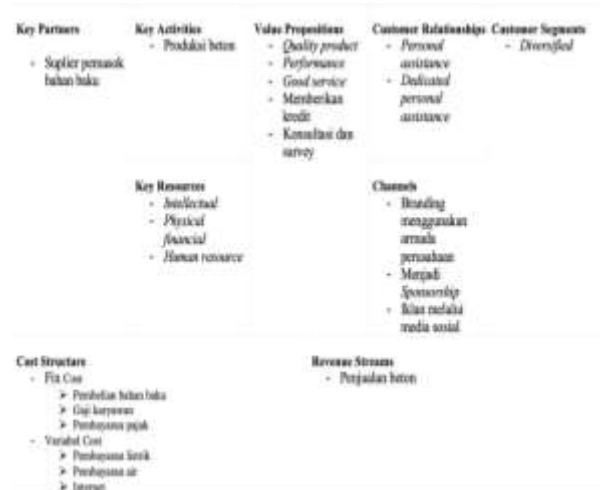 Key Partners
- Suplier pemasok
bahan baku
Key Activities
- Produksi beton
Value Propositions
- Quality product
- Performance
- Good service
- Memberikan
kredit
- Konsultasi dan
survey
Customer Relationships
- Personal
assistance
- Dedicated
personal
assistance
Customer Segments
- Diversified
Key Resources
- Intellectual
- Physical
financial
- Human resource
Channels
- Branding
menggunakan
armada
perusahaan
- Menjadi
Sponsorship
- Iklan melalui
media sosial
Cost Structure
- Fix Cost
➤ Pembelian bahan baku
➤ Gaji karyawan
➤ Pembayaran pajak
- Variabel Cost
➤ Pembayaran listrik
➤ Pembayaran air
➤ Internet
Revenue Streams
- Penjualan beton